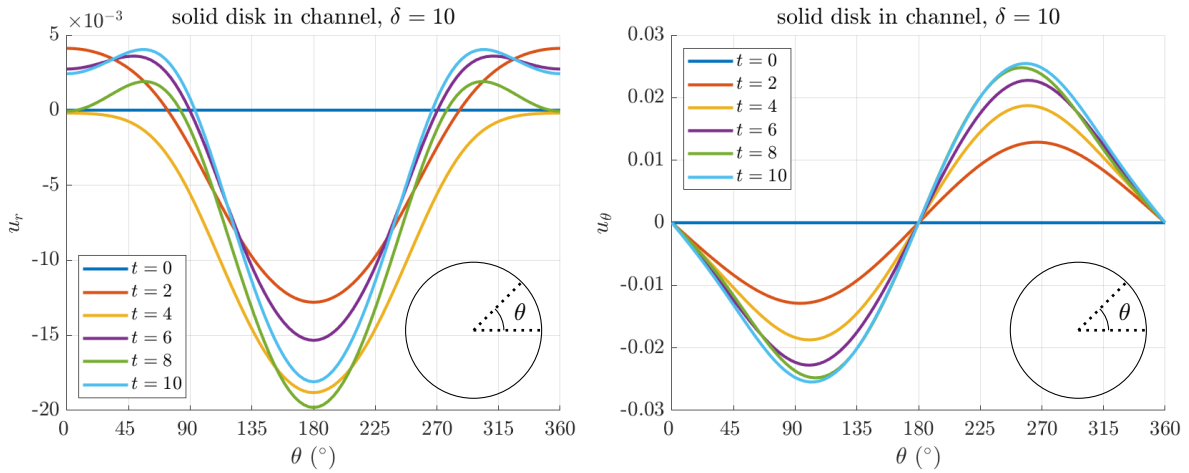 solid disk in channel, δ = 10
×10⁻³
5
0
-5
-10
-15
-20
u_r
t = 0
t = 2
t = 4
t = 6
t = 8
t = 10
θ
0 45 90 135 180 225 270 315 360
θ (°)
solid disk in channel, δ = 10
0.03
0.02
0.01
0
-0.01
-0.02
-0.03
u_θ
t = 0
t = 2
t = 4
t = 6
t = 8
t = 10
θ
0 45 90 135 180 225 270 315 360
θ (°)